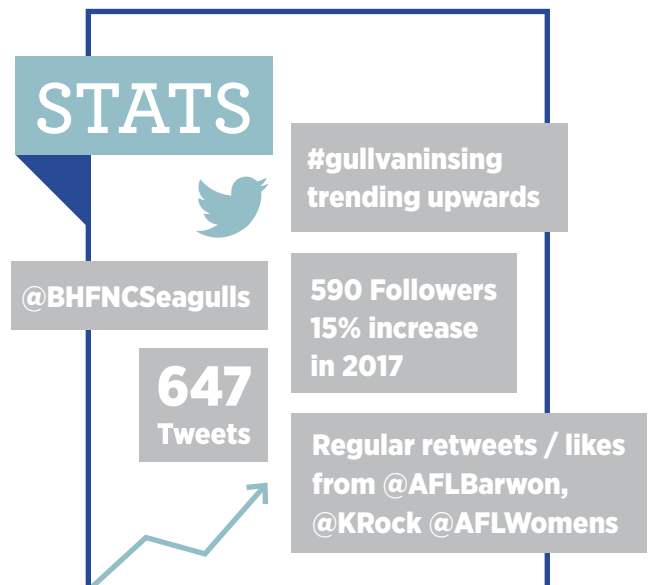 STATS
#gullvaninsing
trending upwards
@BHFNCSeagulls
590 Followers
15% increase
in 2017
647
Tweets
Regular retweets / likes
from @AFLBarwon,
@KRock @AFLWomens